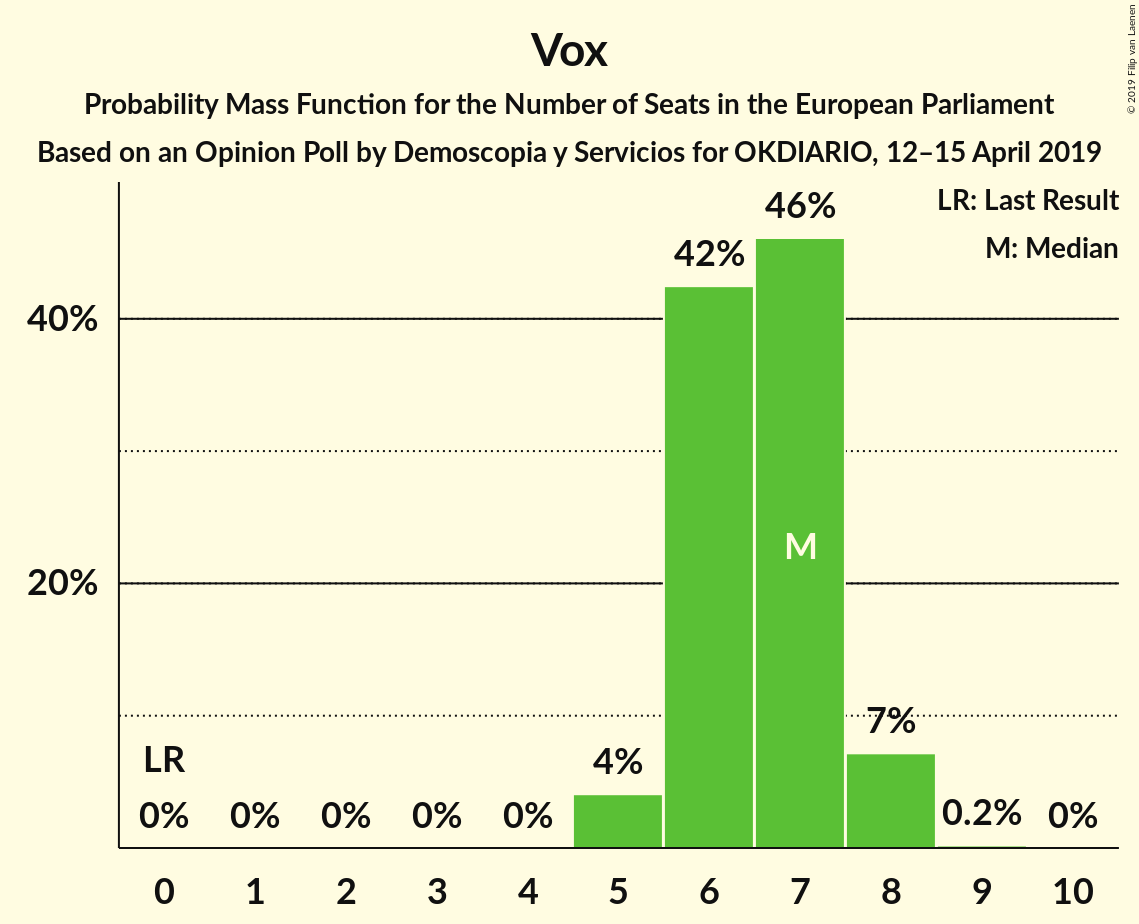 Vox
Probability Mass Function for the Number of Seats in the European Parliament
Based on an Opinion Poll by Demoscopia y Servicios for OKDIARIO, 12–15 April 2019
© 2019 Filip van Laenen
LR: Last Result
M: Median
46%
42%
40%
M
20%
7%
LR
4%
0% 0% 0% 0% 0% 0.2% 0%
0 1 2 3 4 5 6 7 8 9 10